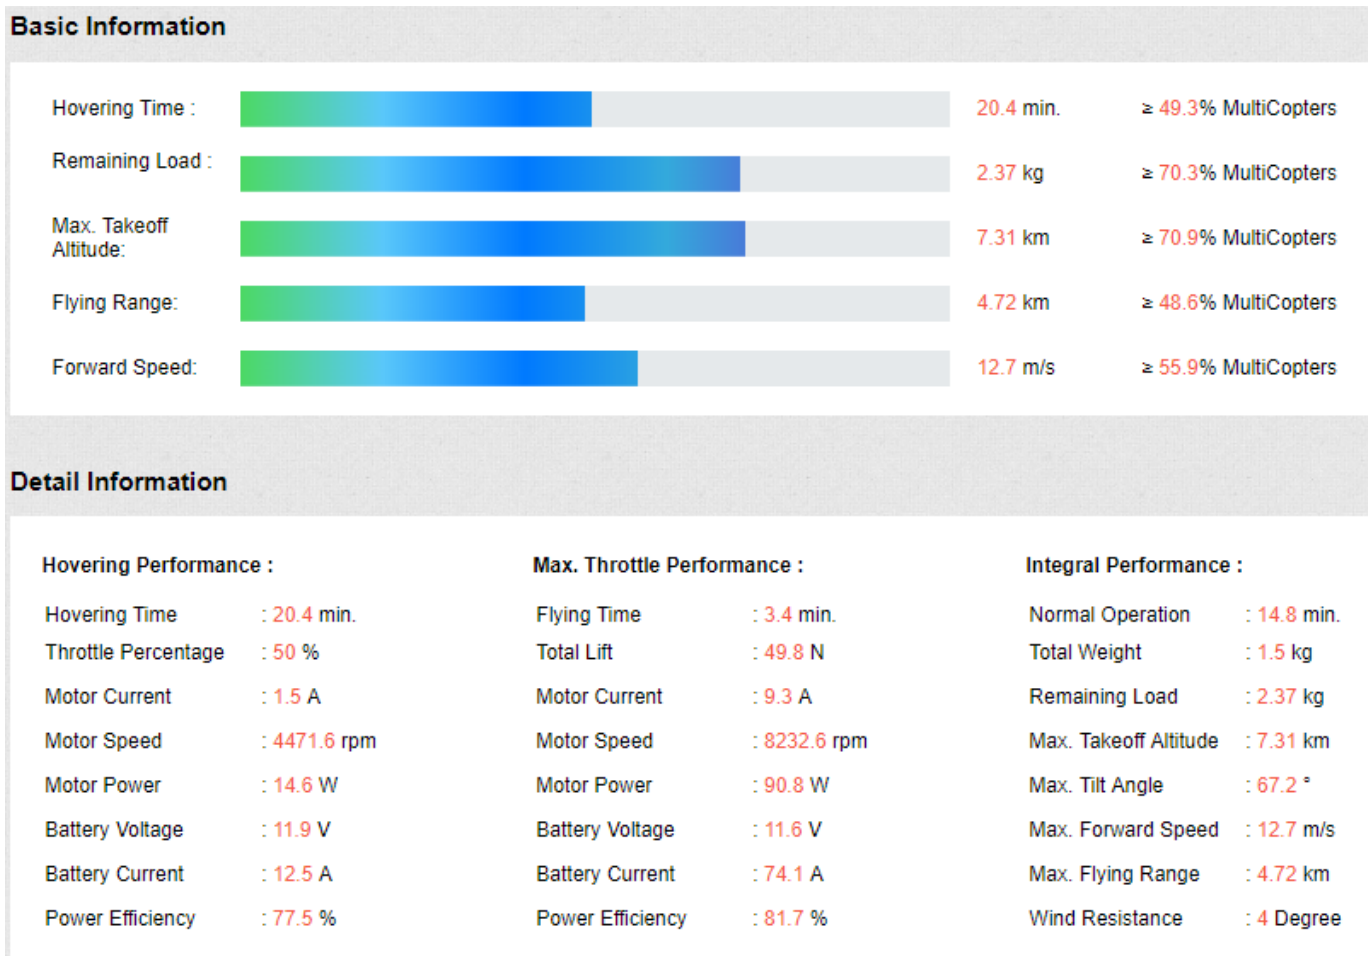 Basic Information
Hovering Time : 20.4 min. ≥ 49.3% MultiCopters
Remaining Load : 2.37 kg ≥ 70.3% MultiCopters
Max. Takeoff
Altitude: 7.31 km ≥ 70.9% MultiCopters
Flying Range: 4.72 km ≥ 48.6% MultiCopters
Forward Speed: 12.7 m/s ≥ 55.9% MultiCopters
Detail Information
Hovering Performance :
Hovering Time : 20.4 min.
Throttle Percentage : 50 %
Motor Current : 1.5 A
Motor Speed : 4471.6 rpm
Motor Power : 14.6 W
Battery Voltage : 11.9 V
Battery Current : 12.5 A
Power Efficiency : 77.5 %
Max. Throttle Performance :
Flying Time : 3.4 min.
Total Lift : 49.8 N
Motor Current : 9.3 A
Motor Speed : 8232.6 rpm
Motor Power : 90.8 W
Battery Voltage : 11.6 V
Battery Current : 74.1 A
Power Efficiency : 81.7 %
Integral Performance :
Normal Operation : 14.8 min.
Total Weight : 1.5 kg
Remaining Load : 2.37 kg
Max. Takeoff Altitude : 7.31 km
Max. Tilt Angle : 67.2 °
Max. Forward Speed : 12.7 m/s
Max. Flying Range : 4.72 km
Wind Resistance : 4 Degree